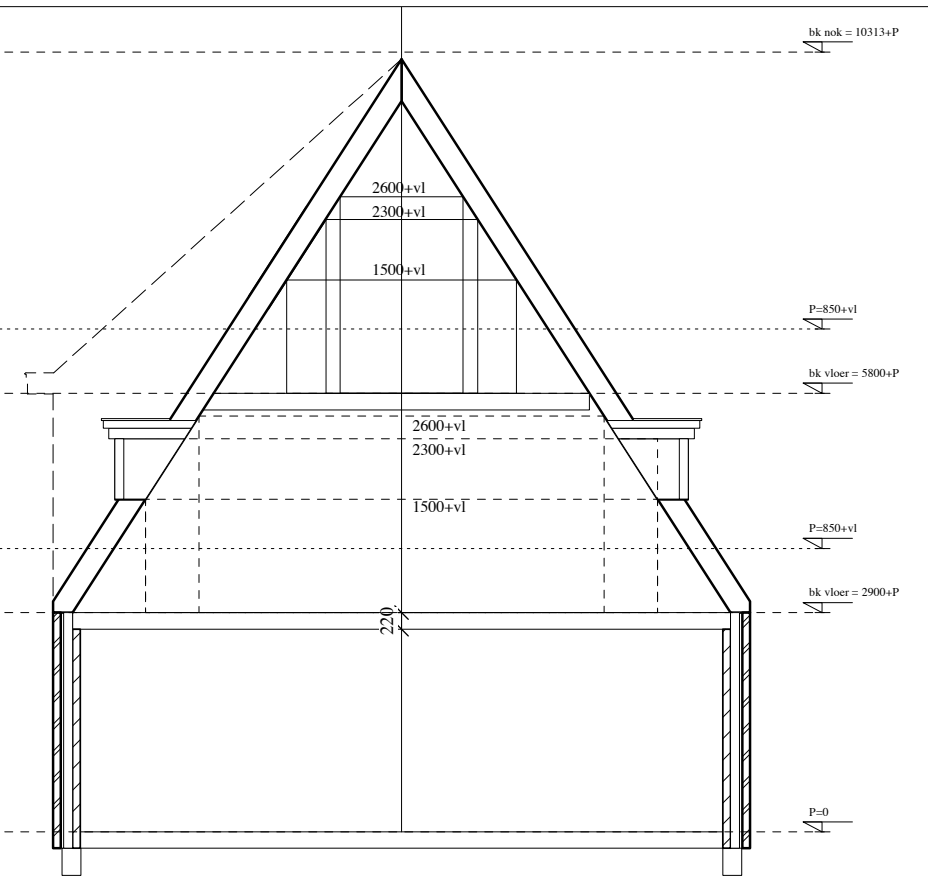 bk nok = 10313+P
2600+vl
2300+vl
1500+vl
P=850+vl
bk vloer = 5800+P
2600+vl
2300+vl
1500+vl
P=850+vl
bk vloer = 2900+P
220
P=0